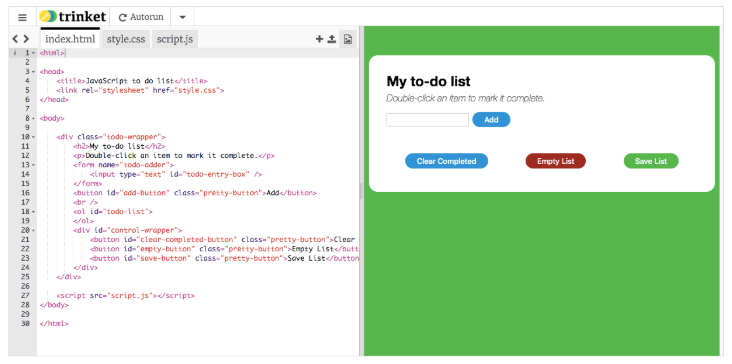 trinket
Autorun
index.html
style.css
script.js
i 1 <html>
2
3 <head>
4 <title>JavaScript to do list</title>
5 <link rel="stylesheet" href="style.css">
6 </head>
7
8 <body>
9
10 <div class="todo-wrapper">
11 <h2>My to-do list</h2>
12 <p>Double-click an item to mark it complete.</p>
13 <form name="todo-adder">
14 <input type="text" id="todo-entry-box" />
15 </form>
16 <button id="add-button" class="pretty-button">Add</button>
17 <br />
18 <ol id="todo-list">
19 </ol>
20 <div id="control-wrapper">
21 <button id="clear-completed-button" class="pretty-button">Clear
22 <button id="empty-button" class="pretty-button">Empty List</butt
23 <button id="save-button" class="pretty-button">Save List</button
24 </div>
25 </div>
26
27 <script src="script.js"></script>
28 </body>
29
30 </html>
My to-do list
Double-click an item to mark it complete.
Add
Clear Completed
Empty List
Save List